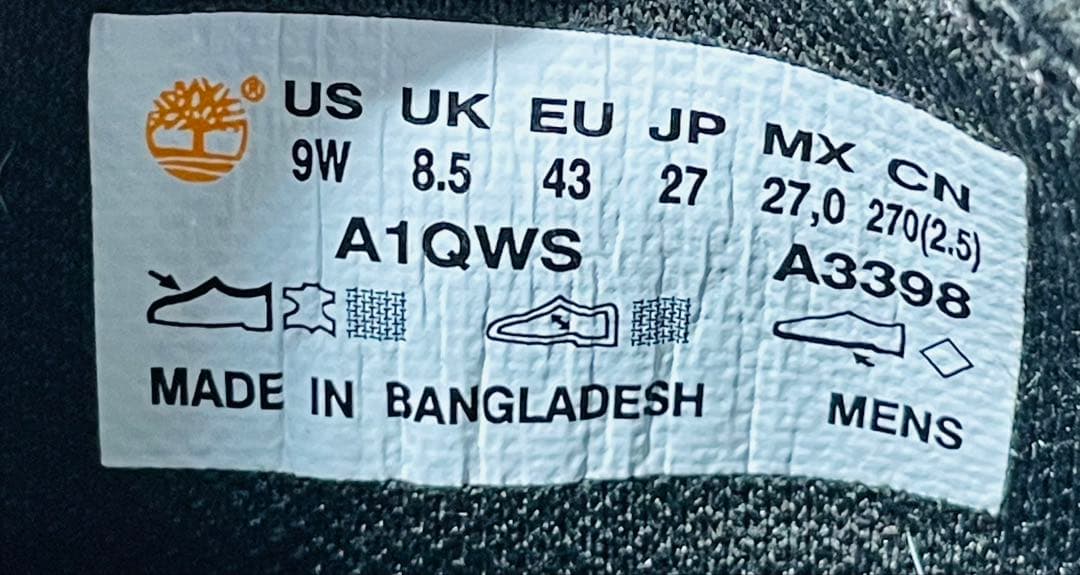 ® US UK EU JP MX CN
9W 8.5 43 27 27,0 270(2.5)
A1QWS A3398
MADE IN BANGLADESH MENS